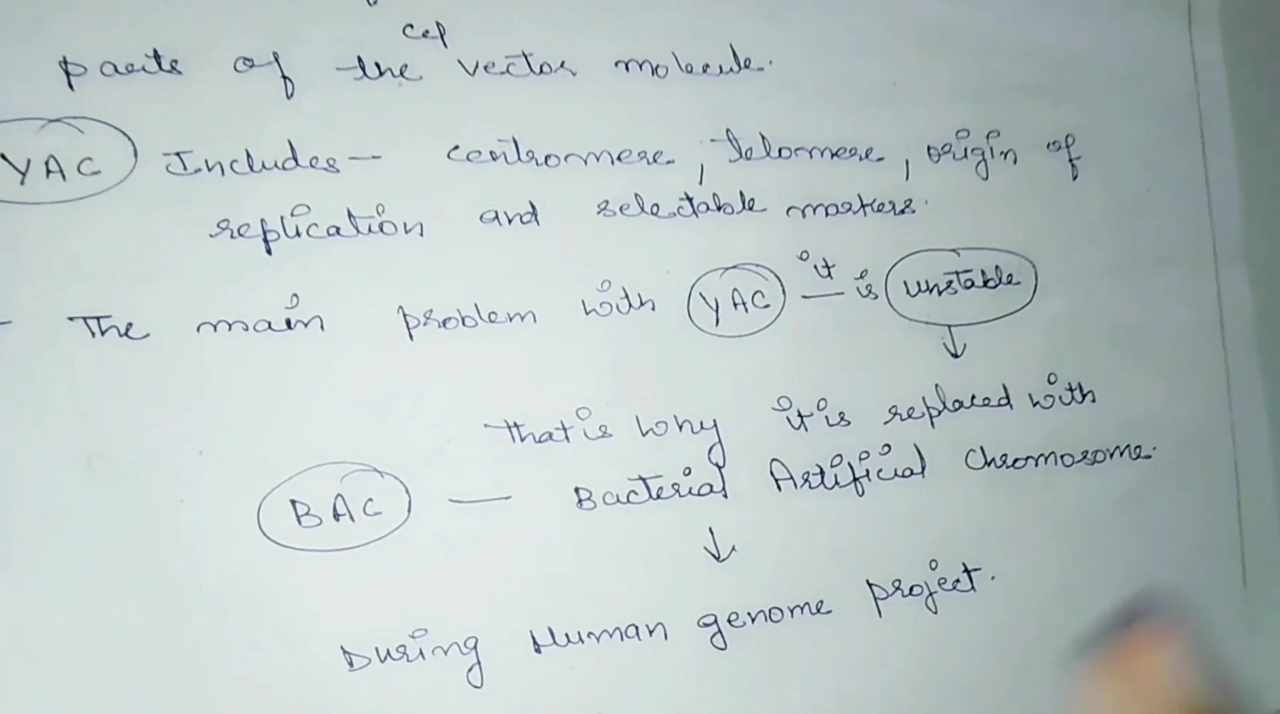 parts of the vector molecule.
YAC Includes - centromere, telomere, origin of
replication and selectable markers.
- The main problem with YAC - it is unstable
↓
that is why it is replaced with
BAC - Bacterial Artificial Chromosome.
↓
During Human genome project.